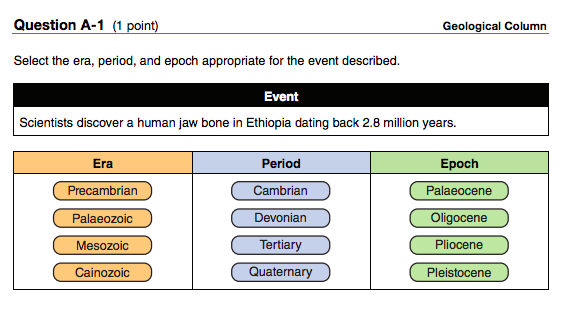 Question A-1 (1 point) Geological Column
Select the era, period, and epoch appropriate for the event described.
Event
Scientists discover a human jaw bone in Ethiopia dating back 2.8 million years.
Era Period Epoch
Precambrian Cambrian Palaeocene
Palaeozoic Devonian Oligocene
Mesozoic Tertiary Pliocene
Cainozoic Quaternary Pleistocene